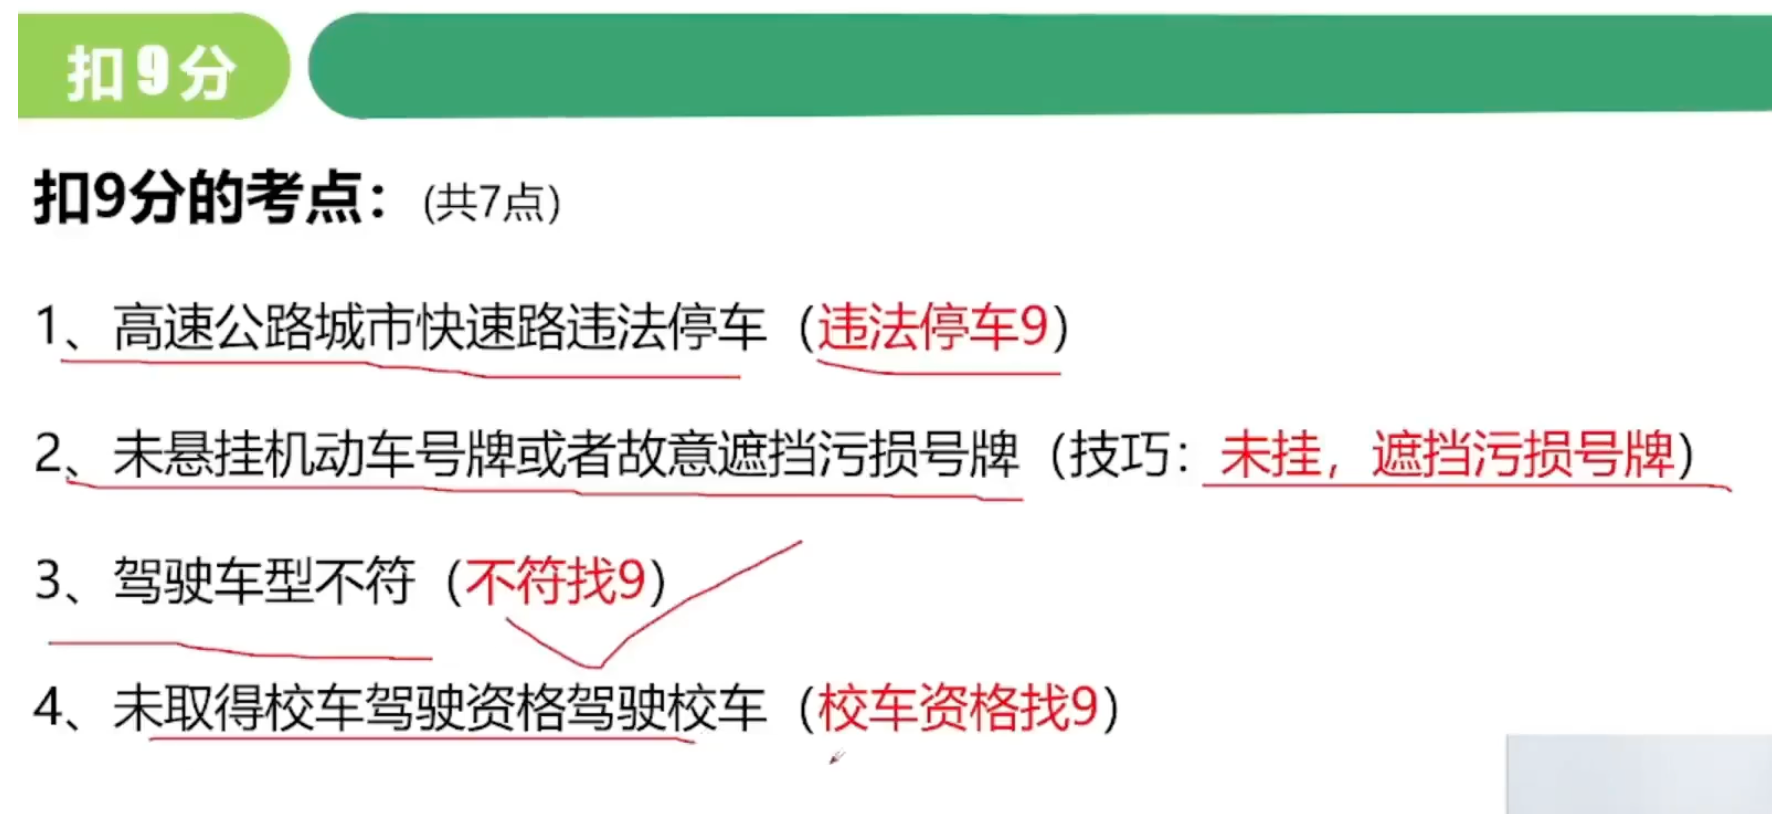 扣9分
扣9分的考点：(共7点)
1、高速公路城市快速路违法停车（违法停车9）
2、未悬挂机动车号牌或者故意遮挡污损号牌（技巧：未挂，遮挡污损号牌）
3、驾驶车型不符（不符找9）
4、未取得校车驾驶资格驾驶校车（校车资格找9）